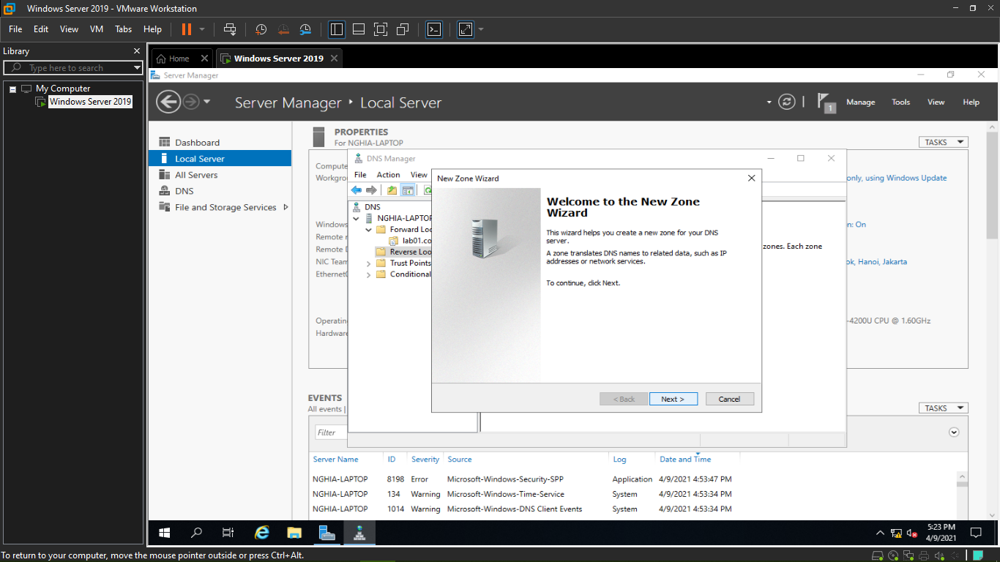 Windows Server 2019 - VMware Workstation
File Edit View VM Tabs Help
Library
Type here to search
My Computer
Windows Server 2019
Home
Windows Server 2019
Server Manager
Server Manager Local Server
1
Manage Tools View Help
Dashboard
Local Server
All Servers
DNS
File and Storage Services
PROPERTIES
For NGHIA-LAPTOP
TASKS
Compute
Workgro
only, using Windows Update
Windows
n: On
Remote
Remote
NIC Team
k, Hanoi, Jakarta
Ethernet
Operatin
-4200U CPU @ 1.60GHz
Hardwar
DNS Manager
File Action View
DNS
NGHIA-LAPTOP
Forward Loo
lab01.co
Reverse Loo
Trust Points
Conditional
zones. Each zone
New Zone Wizard
Welcome to the New Zone
Wizard
This wizard helps you create a new zone for your DNS
server.
A zone translates DNS names to related data, such as IP
addresses or network services.
To continue, click Next.
< Back Next > Cancel
EVENTS
All events |
TASKS
Filter
Server Name ID Severity Source Log Date and Time
NGHIA-LAPTOP 8198 Error Microsoft-Windows-Security-SPP Application 4/9/2021 4:53:47 PM
NGHIA-LAPTOP 134 Warning Microsoft-Windows-Time-Service System 4/9/2021 4:53:34 PM
NGHIA-LAPTOP 1014 Warning Microsoft-Windows-DNS Client Events System 4/9/2021 4:53:34 PM
5:23 PM
4/9/2021
To return to your computer, move the mouse pointer outside or press Ctrl+Alt.